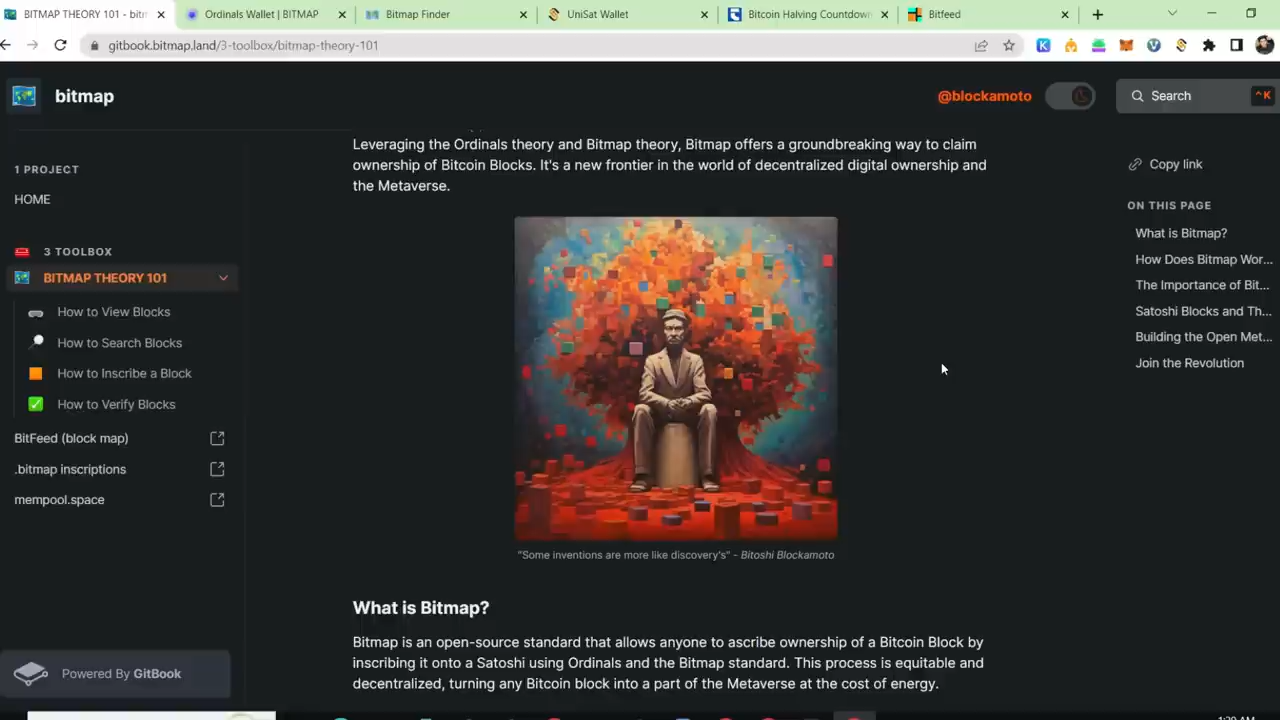 BITMAP THEORY 101 - bitm
Ordinals Wallet | BITMAP
Bitmap Finder
UniSat Wallet
Bitcoin Halving Countdown
Bitfeed
gitbook.bitmap.land/3-toolbox/bitmap-theory-101
bitmap
@blockamoto
Search
^K
1 PROJECT
HOME
3 TOOLBOX
BITMAP THEORY 101
How to View Blocks
How to Search Blocks
How to Inscribe a Block
How to Verify Blocks
BitFeed (block map)
.bitmap inscriptions
mempool.space
Powered By GitBook
Leveraging the Ordinals theory and Bitmap theory, Bitmap offers a groundbreaking way to claim
ownership of Bitcoin Blocks. It's a new frontier in the world of decentralized digital ownership and
the Metaverse.
"Some inventions are more like discovery's" - Bitoshi Blockamoto
What is Bitmap?
Bitmap is an open-source standard that allows anyone to ascribe ownership of a Bitcoin Block by
inscribing it onto a Satoshi using Ordinals and the Bitmap standard. This process is equitable and
decentralized, turning any Bitcoin block into a part of the Metaverse at the cost of energy.
Copy link
ON THIS PAGE
What is Bitmap?
How Does Bitmap Wor...
The Importance of Bit...
Satoshi Blocks and Th...
Building the Open Met...
Join the Revolution